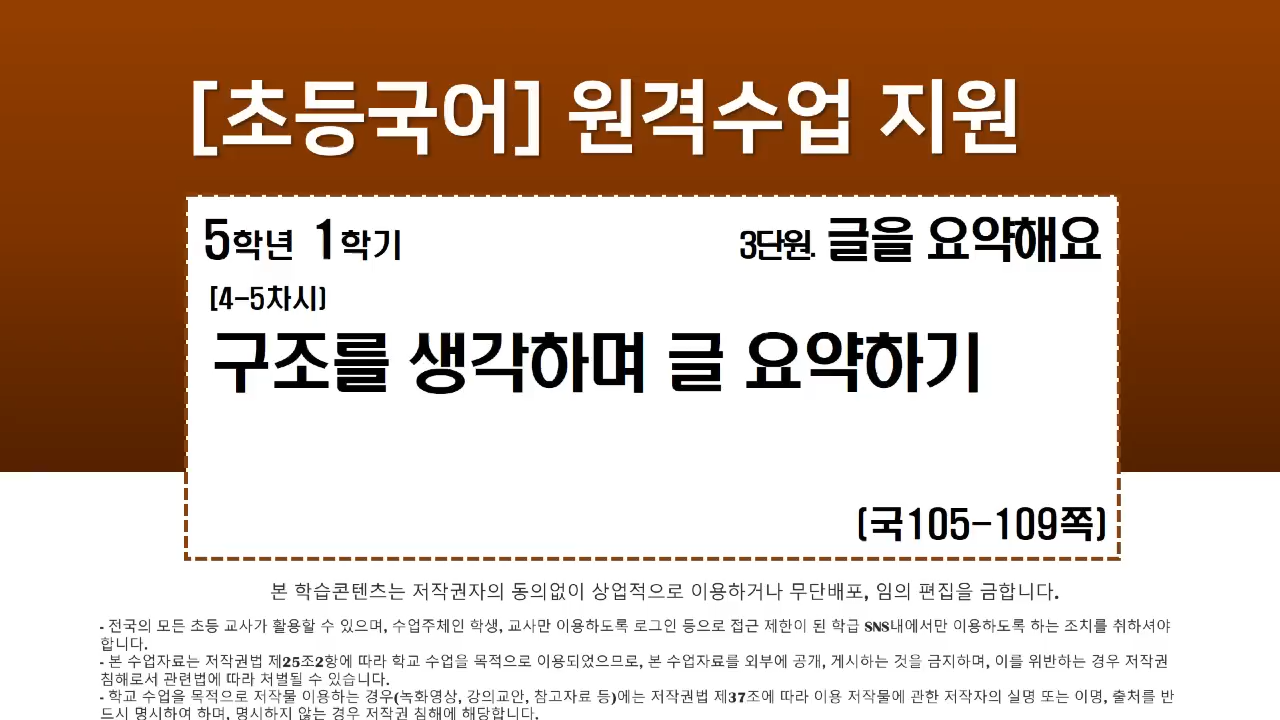 [초등국어] 원격수업 지원
5학년 1학기
3단원. 글을 요약해요
[4-5차시]
구조를 생각하며 글 요약하기
(국105-109쪽)
본 학습콘텐츠는 저작권자의 동의없이 상업적으로 이용하거나 무단배포, 임의 편집을 금합니다.
- 전국의 모든 초등 교사가 활용할 수 있으며, 수업주체인 학생, 교사만 이용하도록 로그인 등으로 접근 제한이 된 학급 SNS내에서만 이용하도록 하는 조치를 취하셔야
합니다.
- 본 수업자료는 저작권법 제25조2항에 따라 학교 수업을 목적으로 이용되었으므로, 본 수업자료를 외부에 공개, 게시하는 것을 금지하며, 이를 위반하는 경우 저작권
침해로서 관련법에 따라 처벌될 수 있습니다.
- 학교 수업을 목적으로 저작물 이용하는 경우(녹화영상, 강의교안, 참고자료 등)에는 저작권법 제37조에 따라 이용 저작물에 관한 저작자의 실명 또는 이명, 출처를 반
드시 명시하여 하며, 명시하지 않는 경우 저작권 침해에 해당합니다.